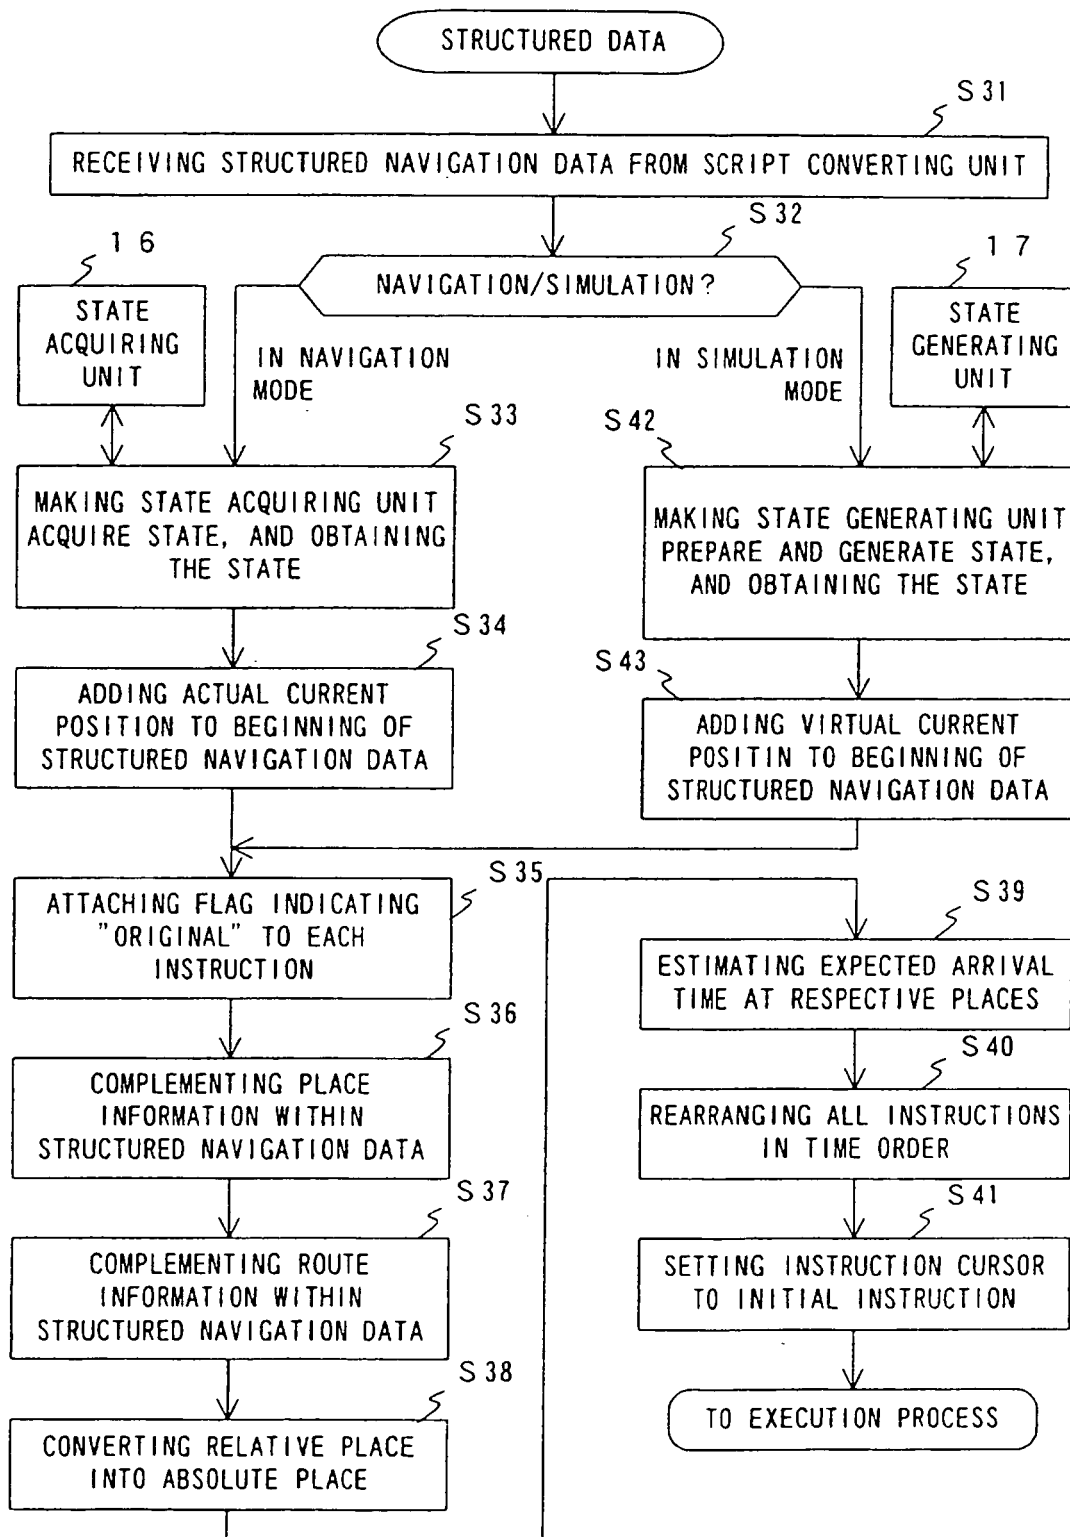 STRUCTURED DATA
S31
RECEIVING STRUCTURED NAVIGATION DATA FROM SCRIPT CONVERTING UNIT
S32
NAVIGATION/SIMULATION?
16
STATE
ACQUIRING
UNIT
IN NAVIGATION
MODE
IN SIMULATION
MODE
17
STATE
GENERATING
UNIT
S33
MAKING STATE ACQUIRING UNIT
ACQUIRE STATE, AND OBTAINING
THE STATE
S42
MAKING STATE GENERATING UNIT
PREPARE AND GENERATE STATE,
AND OBTAINING THE STATE
S34
ADDING ACTUAL CURRENT
POSITION TO BEGINNING OF
STRUCTURED NAVIGATION DATA
S43
ADDING VIRTUAL CURRENT
POSITIN TO BEGINNING OF
STRUCTURED NAVIGATION DATA
S35
ATTACHING FLAG INDICATING
"ORIGINAL" TO EACH
INSTRUCTION
S36
COMPLEMENTING PLACE
INFORMATION WITHIN
STRUCTURED NAVIGATION DATA
S37
COMPLEMENTING ROUTE
INFORMATION WITHIN
STRUCTURED NAVIGATION DATA
S38
CONVERTING RELATIVE PLACE
INTO ABSOLUTE PLACE
S39
ESTIMATING EXPECTED ARRIVAL
TIME AT RESPECTIVE PLACES
S40
REARRANGING ALL INSTRUCTIONS
IN TIME ORDER
S41
SETTING INSTRUCTION CURSOR
TO INITIAL INSTRUCTION
TO EXECUTION PROCESS